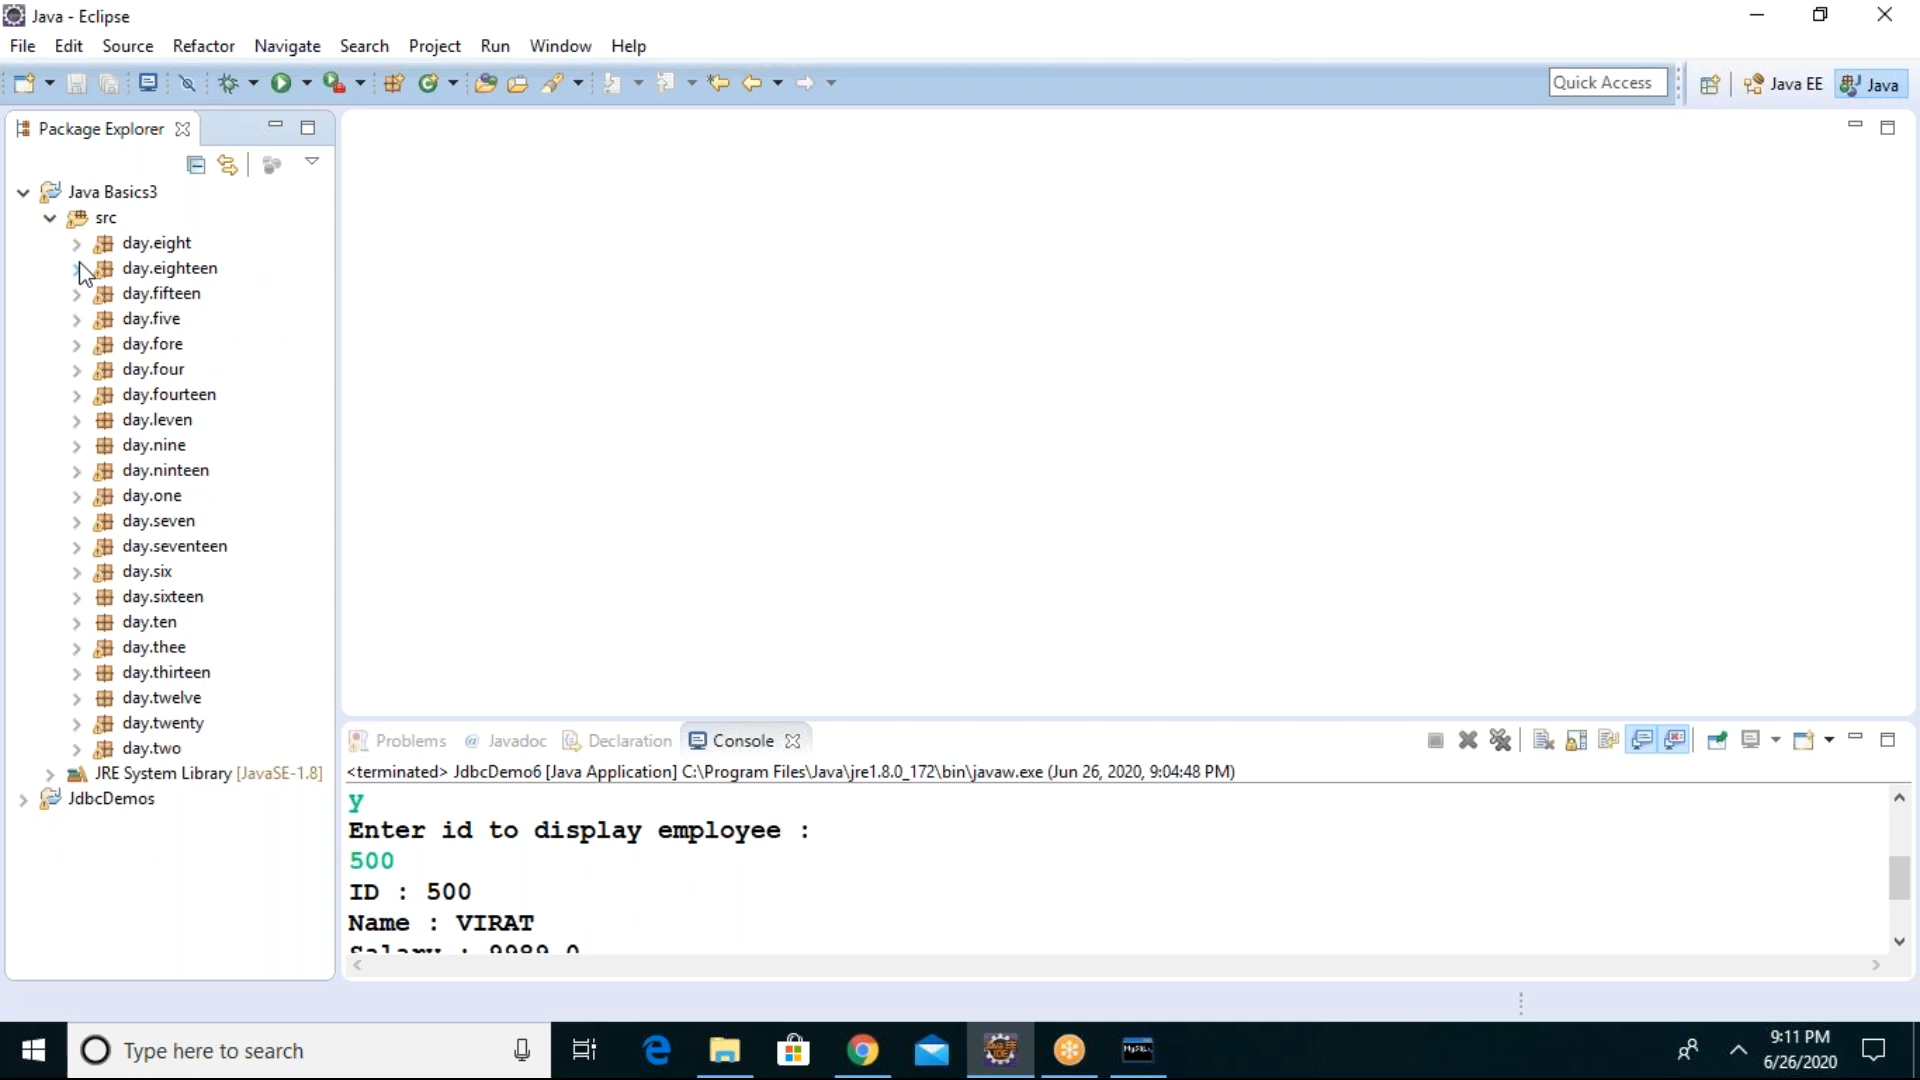 Java - Eclipse
File Edit Source Refactor Navigate Search Project Run Window Help
Quick Access Java EE Java
Package Explorer
Java Basics3
src
day.eight
day.eighteen
day.fifteen
day.five
day.fore
day.four
day.fourteen
day.leven
day.nine
day.ninteen
day.one
day.seven
day.seventeen
day.six
day.sixteen
day.ten
day.thee
day.thirteen
day.twelve
day.twenty
day.two
JRE System Library [JavaSE-1.8]
JdbcDemos
Problems @ Javadoc Declaration Console
<terminated> JdbcDemo6 [Java Application] C:\Program Files\Java\jre1.8.0_172\bin\javaw.exe (Jun 26, 2020, 9:04:48 PM)
y
Enter id to display employee :
500
ID : 500
Name : VIRAT
Salary : 9989.0
Type here to search
9:11 PM
6/26/2020